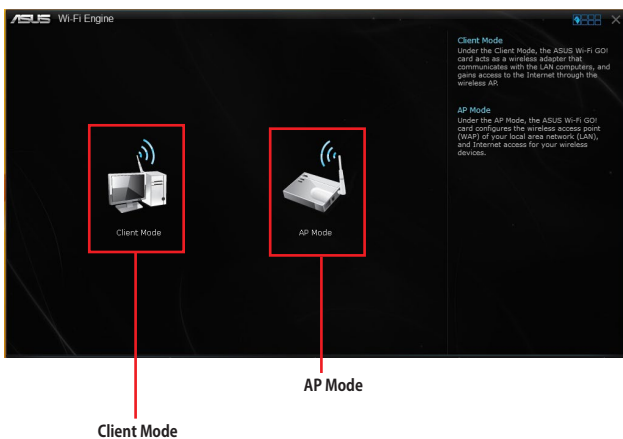 ASUS Wi-Fi Engine
Client Mode
Under the Client Mode, the ASUS Wi-Fi GO!
card acts as a wireless adapter that
communicates with the LAN computers, and
gains access to the Internet through the
wireless AP.
AP Mode
Under the AP Mode, the ASUS Wi-Fi GO!
card configures the wireless access point
(WAP) of your local area network (LAN),
and Internet access for your wireless
devices.
Client Mode
AP Mode
AP Mode
Client Mode